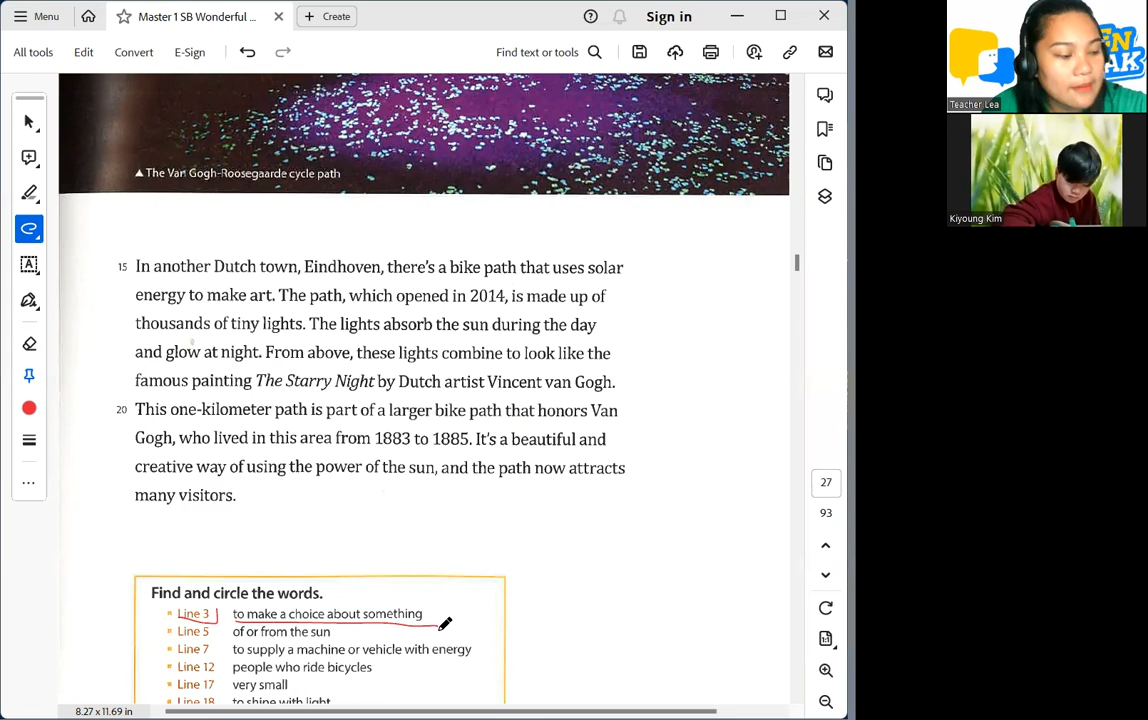 Menu
Master 1 SB Wonderful ...
Create
Sign in
All tools
Edit
Convert
E-Sign
Find text or tools
EN
AK
Teacher Lea
▲ The Van Gogh-Roosegaarde cycle path
Kiyoung Kim
15 In another Dutch town, Eindhoven, there's a bike path that uses solar
energy to make art. The path, which opened in 2014, is made up of
thousands of tiny lights. The lights absorb the sun during the day
and glow at night. From above, these lights combine to look like the
famous painting The Starry Night by Dutch artist Vincent van Gogh.
20 This one-kilometer path is part of a larger bike path that honors Van
Gogh, who lived in this area from 1883 to 1885. It's a beautiful and
creative way of using the power of the sun, and the path now attracts
many visitors.
27
93
Find and circle the words.
Line 3 to make a choice about something
Line 5 of or from the sun
Line 7 to supply a machine or vehicle with energy
Line 12 people who ride bicycles
Line 17 very small
Line 18 to shine with light
8.27 x 11.69 in